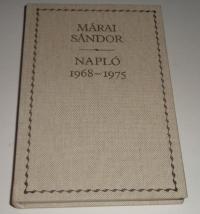 MÁRAI
SÁNDOR
NAPLÓ
1968-1975